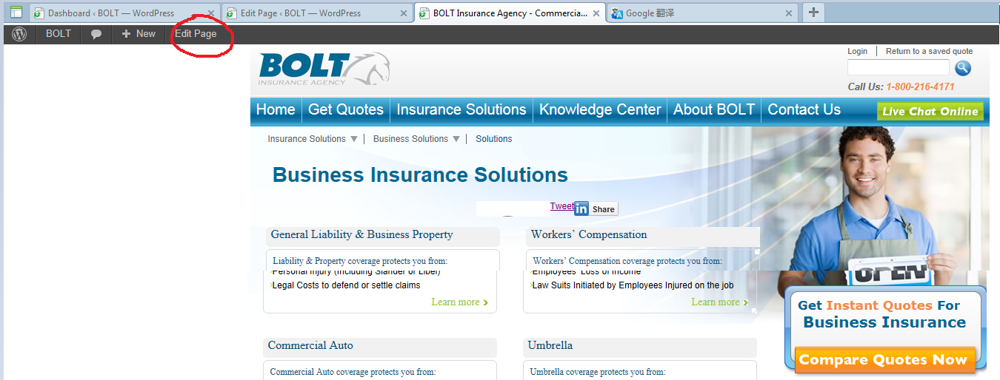 Dashboard ‹ BOLT — WordPress
Edit Page ‹ BOLT — WordPress
BOLT Insurance Agency - Commercia...
Google 翻译
BOLT
New
Edit Page
Login
Return to a saved quote
BOLT
INSURANCE AGENCY
Call Us: 1-800-216-4171
Home
Get Quotes
Insurance Solutions
Knowledge Center
About BOLT
Contact Us
Live Chat Online
Insurance Solutions
Business Solutions
Solutions
Business Insurance Solutions
Tweet
in Share
General Liability & Business Property
Workers' Compensation
Liability & Property coverage protects you from:
Workers' Compensation coverage protects you from:
Personal Injury (Including Slander or Liber)
Employees' Loss of Income
Legal Costs to defend or settle claims
Law Suits Initiated by Employees Injured on the job
OPEN
Learn more
Learn more
Get Instant Quotes For
Business Insurance
Commercial Auto
Umbrella
Compare Quotes Now
Commercial Auto coverage protects you from:
Umbrella coverage protects you from: